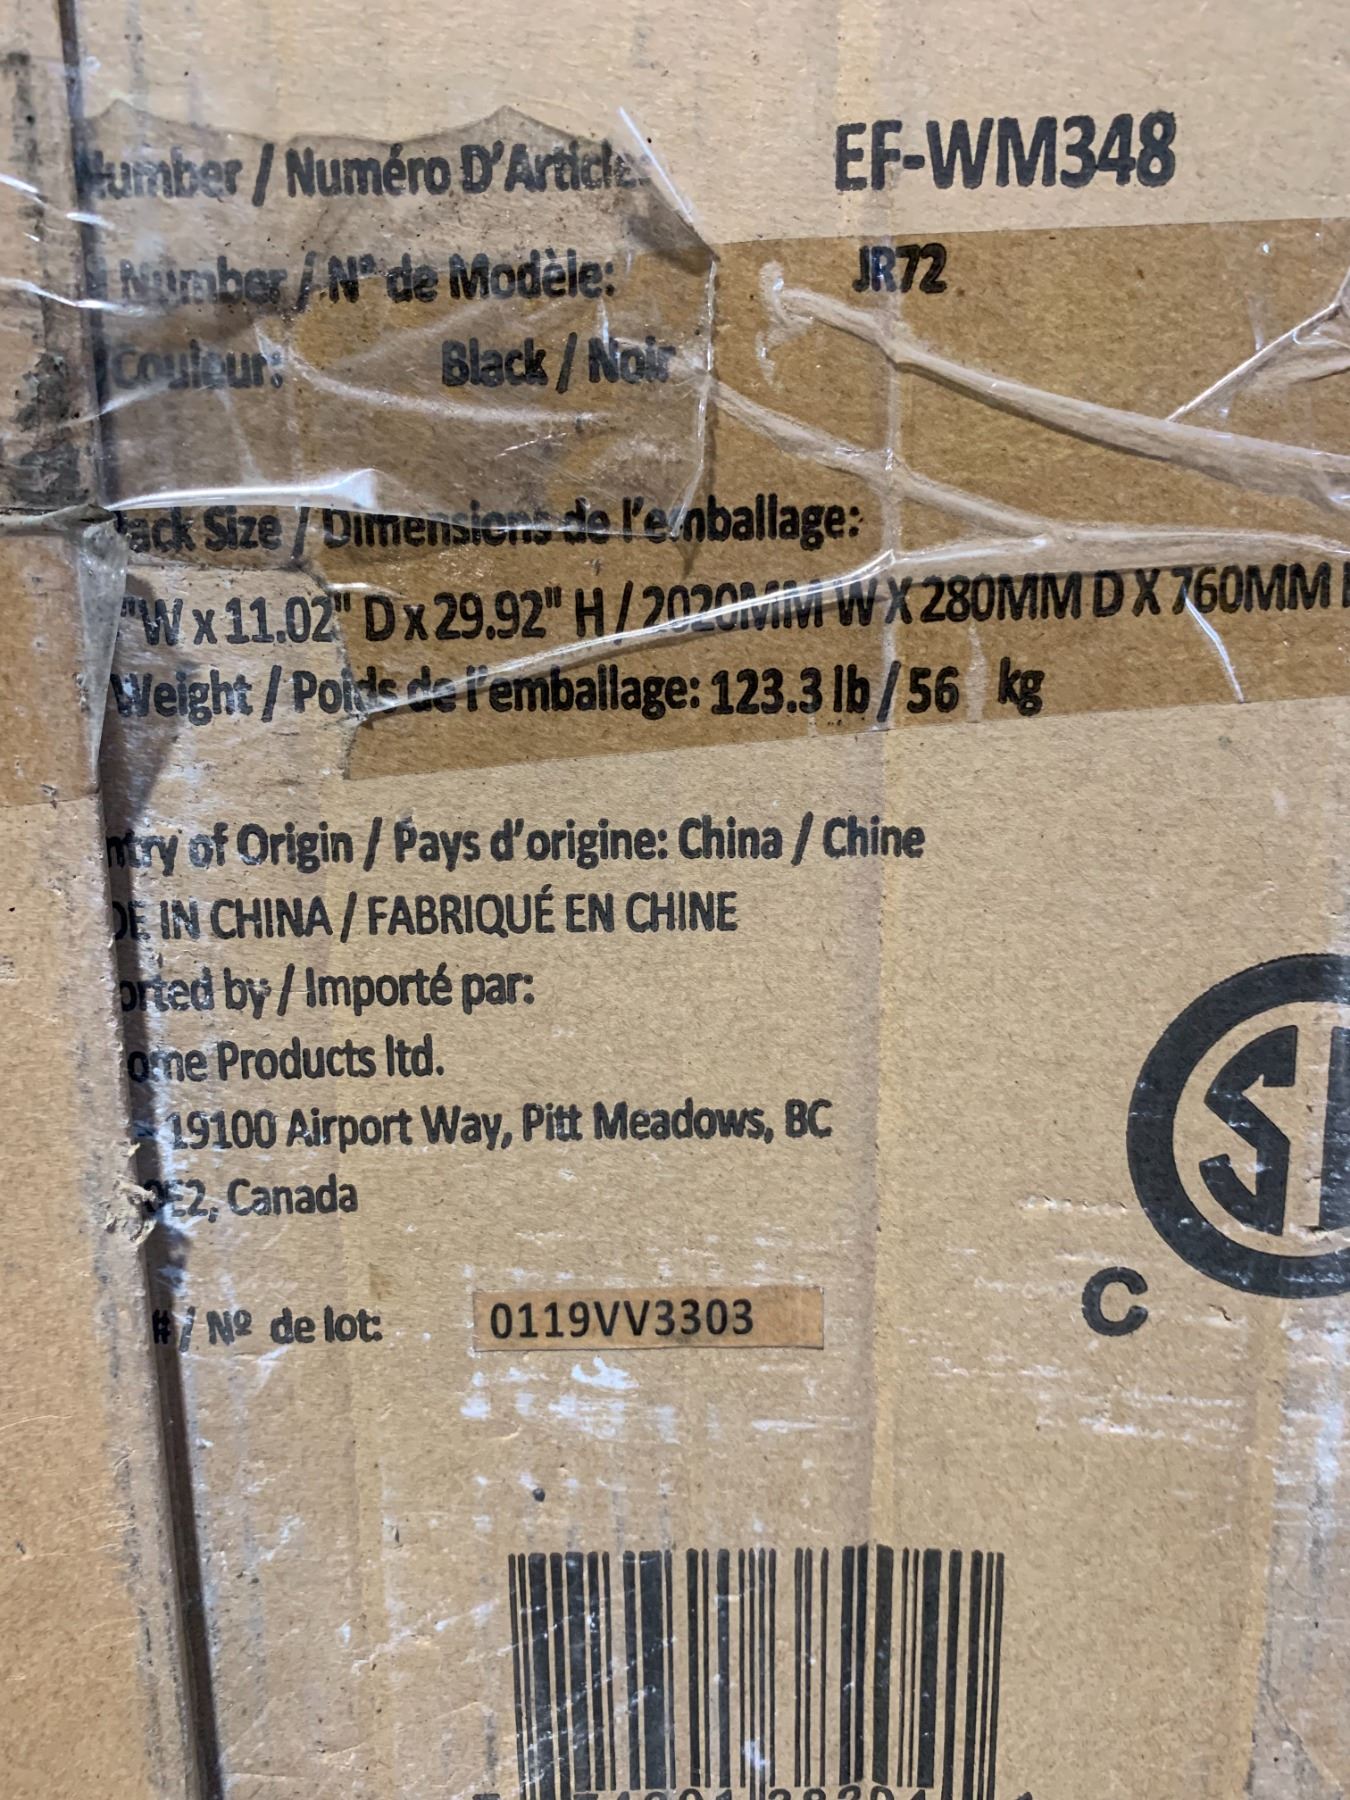 Number / Numéro D'Article: EF-WM348
Number / N° de Modèle: JR72
Couleur: Black / Noir
Pack Size / Dimensions de l'emballage:
"W x 11.02" D x 29.92" H / 2020MM W X 280MM D X 760MM
Weight / Poids de l'emballage: 123.3 lb / 56 kg
ntry of Origin / Pays d'origine: China / Chine
DE IN CHINA / FABRIQUÉ EN CHINE
orted by / Importé par:
ome Products ltd.
19100 Airport Way, Pitt Meadows, BC
0E2, Canada
# / Nº de lot: 0119VV3303
C